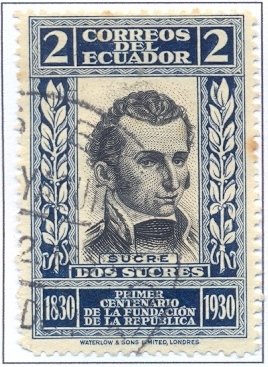 2 CORREOS 2
DEL
ECUADOR
SUCRE
DOS SUCRES
1830 PRIMER 1930
CENTENARIO
DE LA FUNDACIÓN
DE LA REPUBLICA
WATERLOW & SONS LIMITED, LONDRES